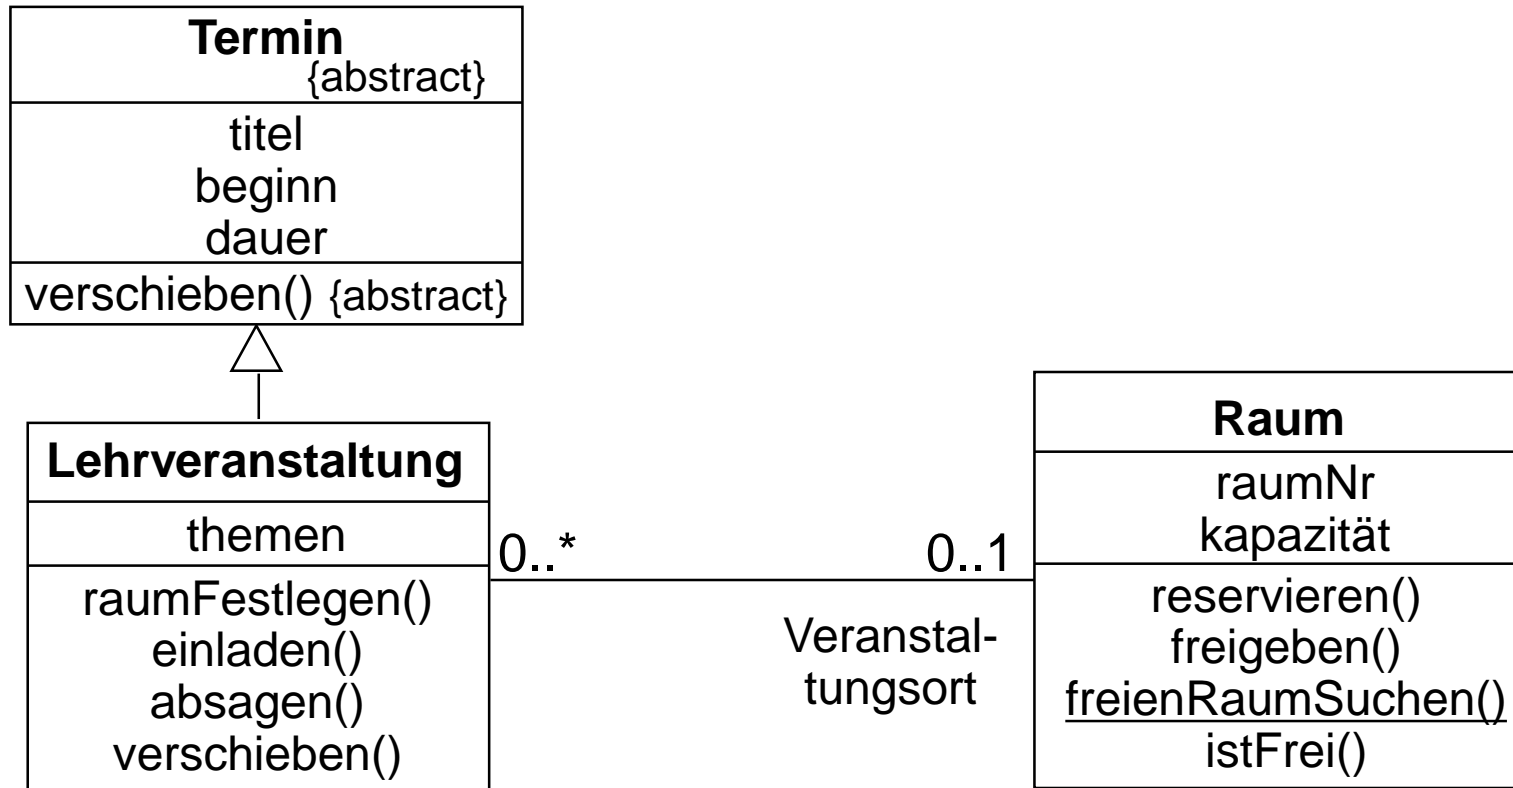 Termin
{abstract}
titel
beginn
dauer
verschieben() {abstract}
Lehrveranstaltung
themen
raumFestlegen()
einladen()
absagen()
verschieben()
0..*
0..1
Veranstal-
tungsort
Raum
raumNr
kapazität
reservieren()
freigeben()
freienRaumSuchen()
istFrei()